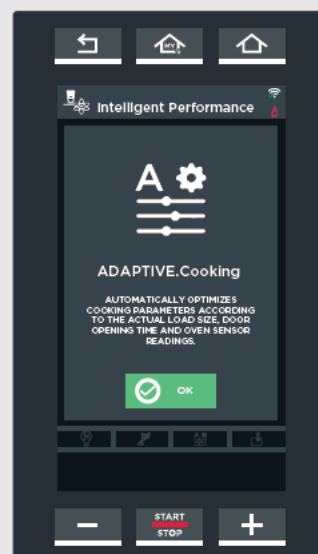 MY
Intelligent Performance
A
ADAPTIVE.Cooking
AUTOMATICALLY OPTIMIZES
COOKING PARAMETERS ACCORDING
TO THE ACTUAL LOAD SIZE, DOOR
OPENING TIME AND OVEN SENSOR
READINGS.
OK
START
STOP